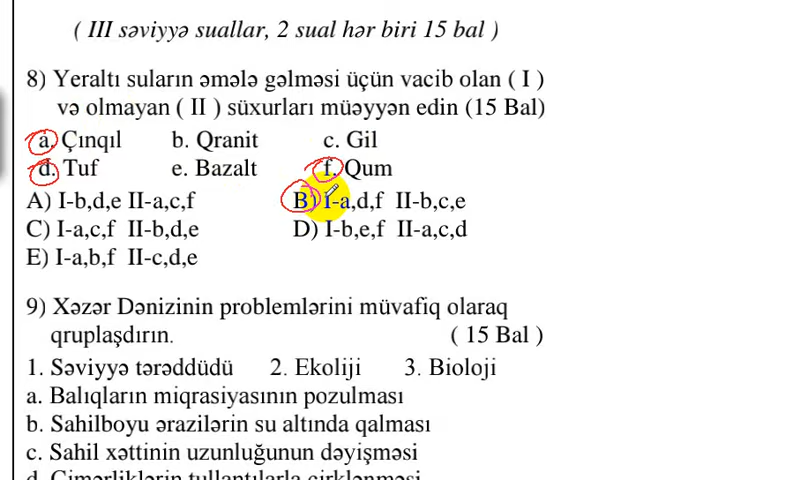 ( III səviyyə suallar, 2 sual hər biri 15 bal )
8) Yeraltı suların əmələ gəlməsi üçün vacib olan ( I )
və olmayan ( II ) süxurları müəyyən edin (15 Bal)
a. Çınqıl b. Qranit c. Gil
d. Tuf e. Bazalt f. Qum
A) I-b,d,e II-a,c,f B) I-a,d,f II-b,c,e
C) I-a,c,f II-b,d,e D) I-b,e,f II-a,c,d
E) I-a,b,f II-c,d,e
9) Xəzər Dənizinin problemlərini müvafiq olaraq
qruplaşdırın. ( 15 Bal )
1. Səviyyə tərəddüdü 2. Ekoliji 3. Bioloji
a. Balıqların miqrasiyasının pozulması
b. Sahilboyu ərazilərin su altında qalması
c. Sahil xəttinin uzunluğunun dəyişməsi
d. Çimərliklərin tullantılarla çirklənməsi